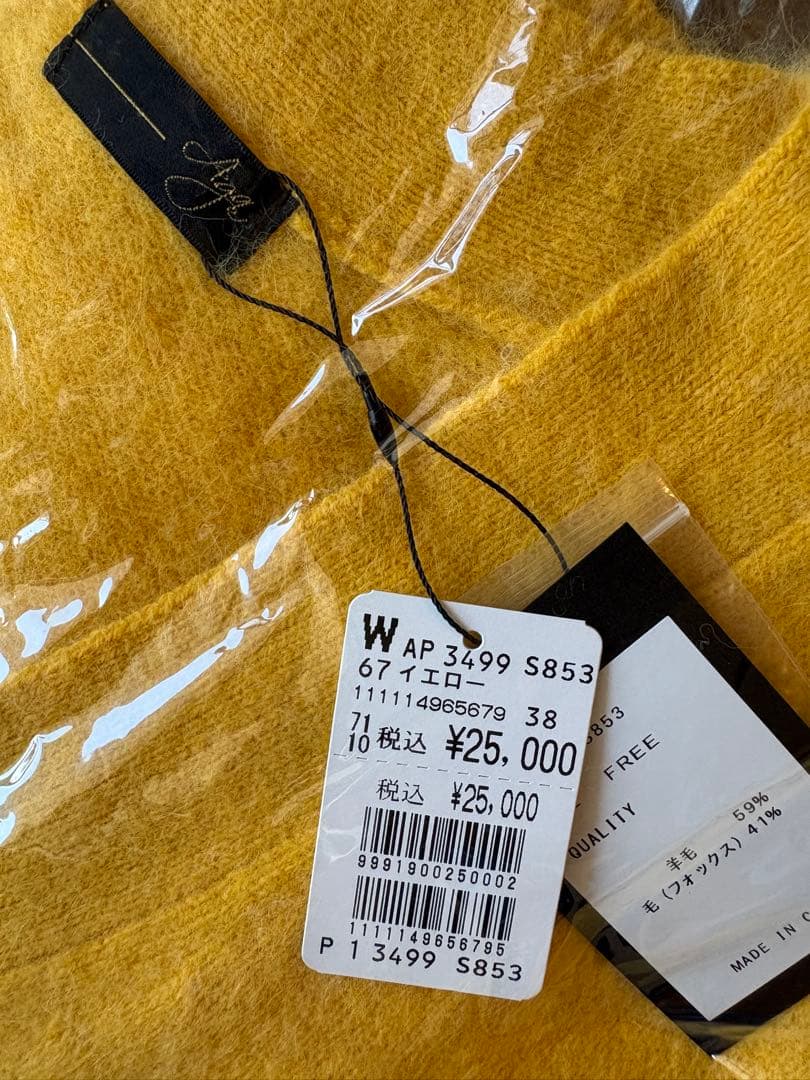 W AP 3499 S853
67 イエロー
111114965679 38
71
10 税込 ¥25,000
税込 ¥25,000
9991900250002
1111149656795
P 1 3499 S853
S853
FREE
QUALITY
羊毛 59%
毛(フォックス) 41%
MADE IN